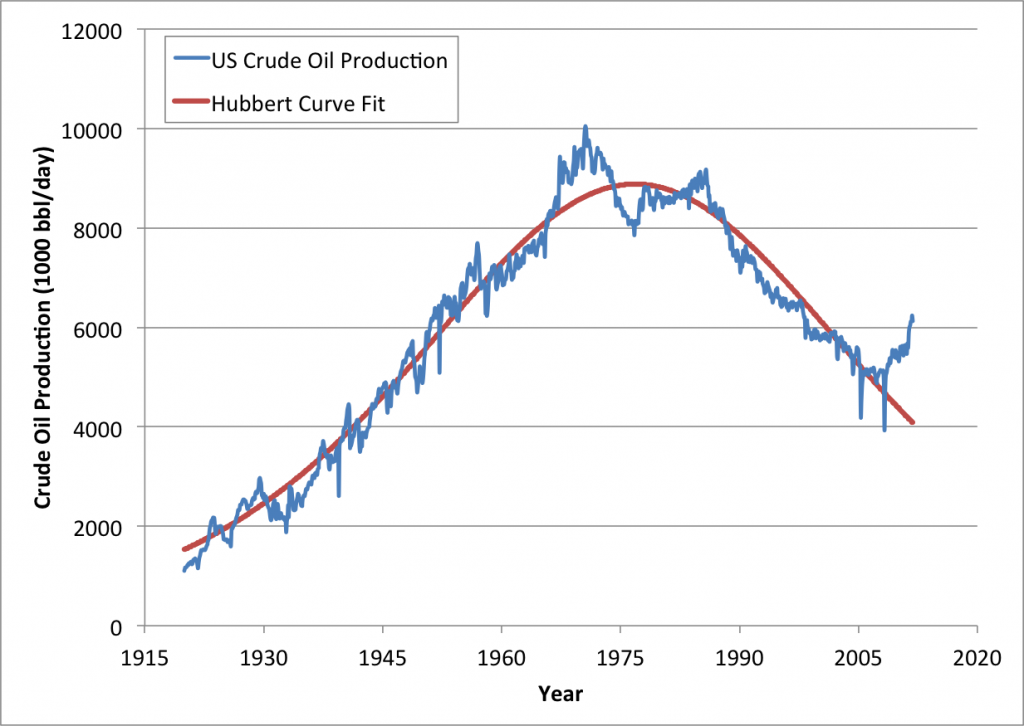 12000
10000
8000
6000
4000
2000
0
Crude Oil Production (1000 bbl/day)
US Crude Oil Production
Hubbert Curve Fit
1915 1930 1945 1960 1975 1990 2005 2020
Year